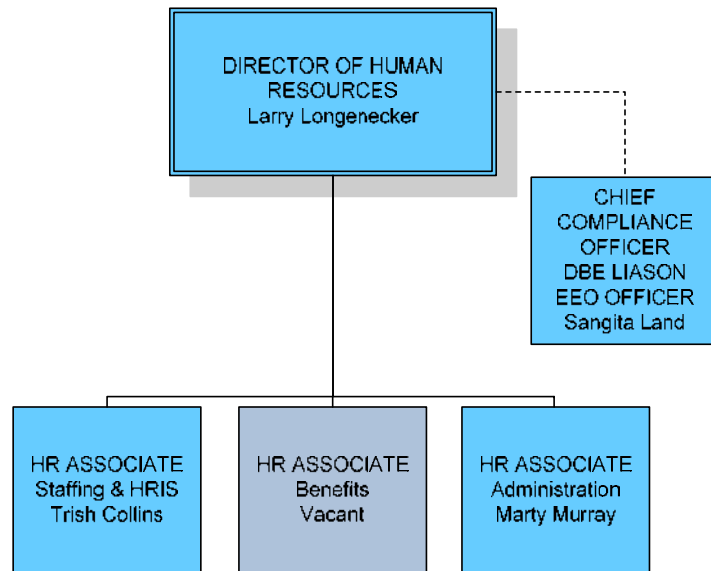 DIRECTOR OF HUMAN
RESOURCES
Larry Longenecker
CHIEF
COMPLIANCE
OFFICER
DBE LIASON
EEO OFFICER
Sangita Land
HR ASSOCIATE
Staffing & HRIS
Trish Collins
HR ASSOCIATE
Benefits
Vacant
HR ASSOCIATE
Administration
Marty Murray